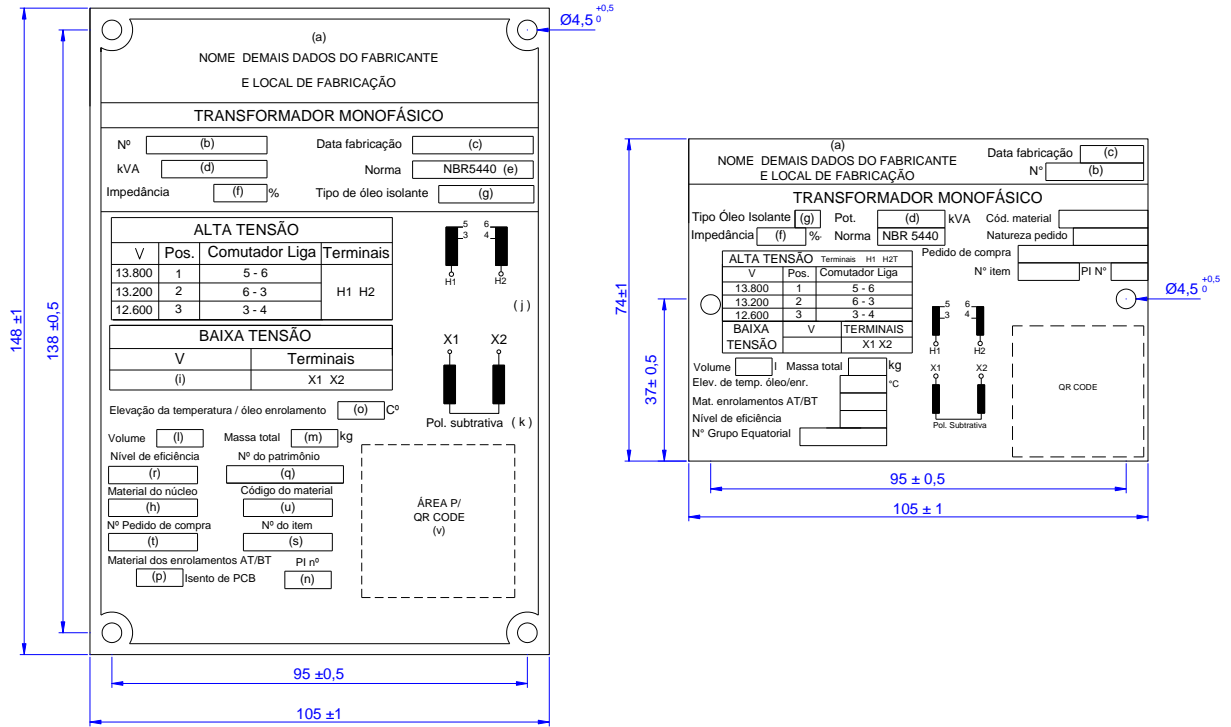 (a)
NOME DEMAIS DADOS DO FABRICANTE
E LOCAL DE FABRICAÇÃO
TRANSFORMADOR MONOFÁSICO
Nº (b) Data fabricação (c)
kVA (d) Norma NBR5440 (e)
Impedância (f) % Tipo de óleo isolante (g)
ALTA TENSÃO
V Pos. Comutador Liga Terminais
13.800 1 5 - 6
13.200 2 6 - 3 H1 H2
12.600 3 3 - 4
5 6
3 4
H1 H2
( j )
BAIXA TENSÃO
V Terminais
(i) X1 X2
X1 X2
Pol. subtrativa ( k )
Elevação da temperatura / óleo enrolamento (o) Cº
Volume (l) Massa total (m) kg
Nível de eficiência Nº do patrimônio
(r) (q)
Material do núcleo Código do material
(h) (u)
Nº Pedido de compra Nº do item
(t) (s)
Material dos enrolamentos AT/BT PI nº
(p) Isento de PCB (n)
ÁREA P/
QR CODE
(v)
Ø4,5 +0,5 0
148 ±1
138 ±0,5
95 ±0,5
105 ±1
(a)
NOME DEMAIS DADOS DO FABRICANTE
E LOCAL DE FABRICAÇÃO
Data fabricação (c)
N° (b)
TRANSFORMADOR MONOFÁSICO
Tipo Óleo Isolante (g) Pot. (d) kVA Cód. material
Impedância (f) %. Norma NBR 5440 Natureza pedido
Pedido de compra
N° item PI N°
ALTA TENSÃO Terminais H1 H2T
V Pos. Comutador Liga
13.800 1 5 - 6
13.200 2 6 - 3
12.600 3 3 - 4
BAIXA V TERMINAIS
TENSÃO X1 X2
5 6
3 4
H1 H2
X1 X2
Pol. Subtrativa
Volume l Massa total kg
Elev. de temp. óleo/enr. °C
Mat. enrolamentos AT/BT
Nível de eficiência
N° Grupo Equatorial
QR CODE
Ø4,5 +0,5 0
74±1
37± 0,5
95 ± 0,5
105 ± 1